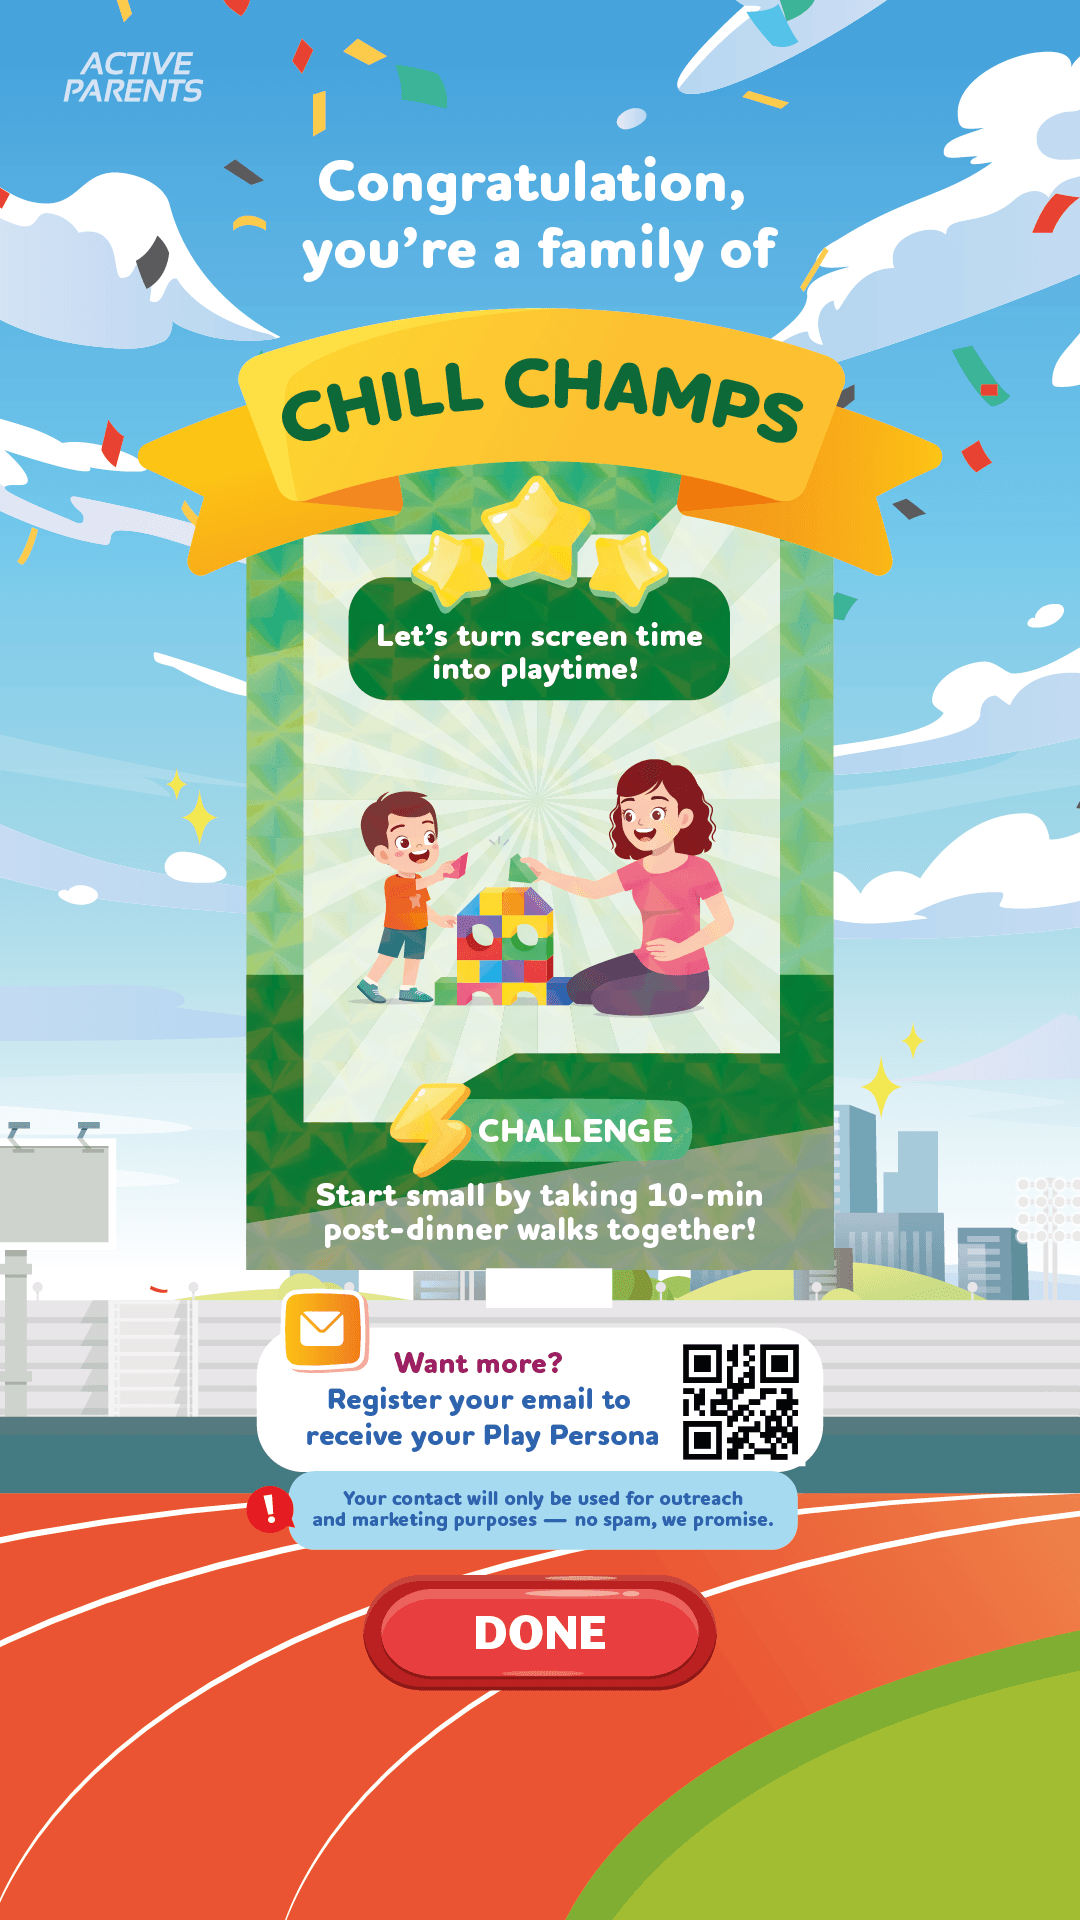 ACTIVE
PARENTS
Congratulation,
you're a family of
CHILL CHAMPS
Let's turn screen time
into playtime!
CHALLENGE
Start small by taking 10-min
post-dinner walks together!
Want more?
Register your email to
receive your Play Persona
!
Your contact will only be used for outreach
and marketing purposes — no spam, we promise.
DONE